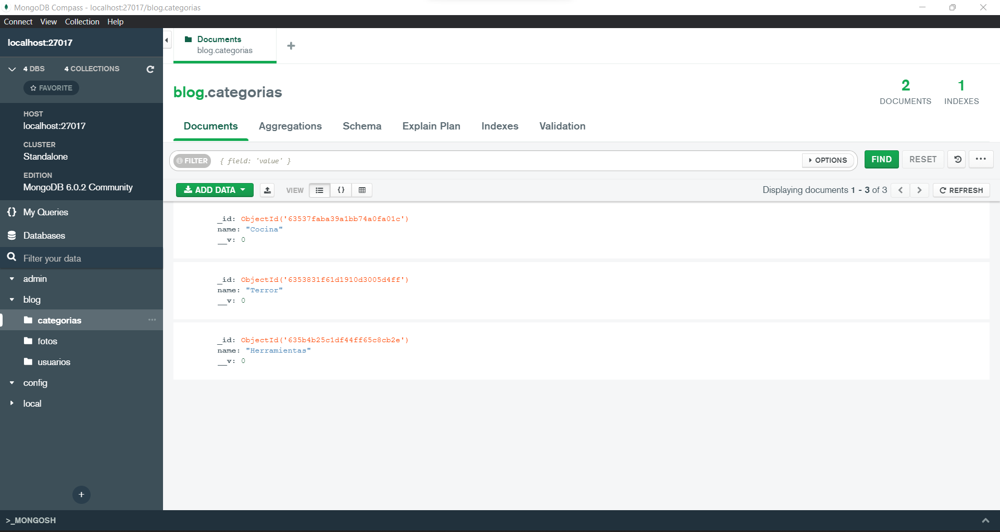 MongoDB Compass - localhost:27017/blog.categorias
Connect View Collection Help
localhost:27017
4 DBS 4 COLLECTIONS
FAVORITE
HOST
localhost:27017
CLUSTER
Standalone
EDITION
MongoDB 6.0.2 Community
{} My Queries
Databases
Filter your data
admin
blog
categorias ...
fotos
usuarios
config
local
+
Documents
blog.categorias
+
blog.categorias
2
DOCUMENTS
1
INDEXES
Documents Aggregations Schema Explain Plan Indexes Validation
FILTER { field: 'value' } OPTIONS FIND RESET ...
ADD DATA VIEW {} Displaying documents 1 - 3 of 3 REFRESH
_id: ObjectId('63537faba39a1bb74a0fa01c')
name: "Cocina"
__v: 0
_id: ObjectId('6353831f61d1910d3005d4ff')
name: "Terror"
__v: 0
_id: ObjectId('635b4b25c1df44ff65c8cb2e')
name: "Herramientas"
__v: 0
>_MONGOSH